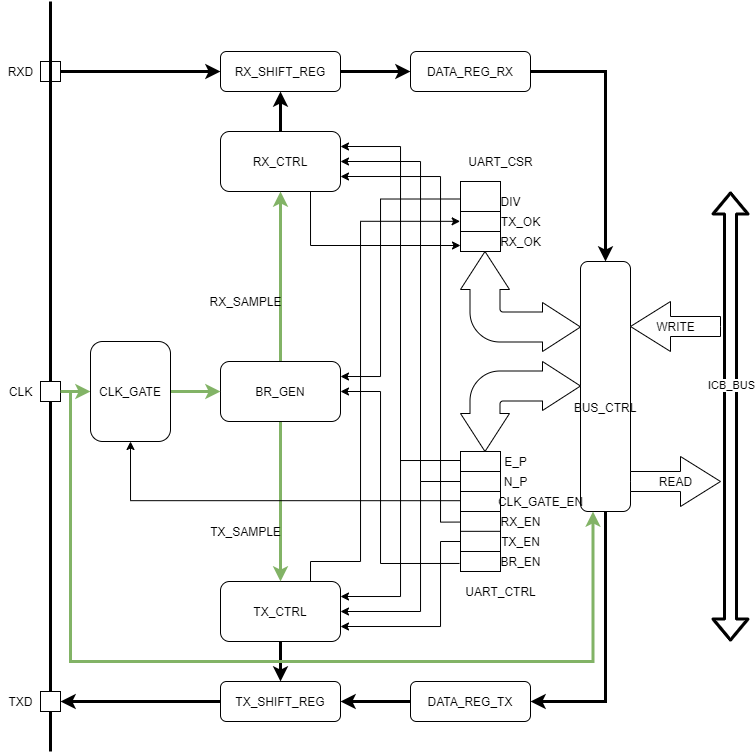 RXD
RX_SHIFT_REG
DATA_REG_RX
RX_CTRL
UART_CSR
DIV
TX_OK
RX_OK
RX_SAMPLE
WRITE
CLK
CLK_GATE
BR_GEN
BUS_CTRL
ICB_BUS
E_P
N_P
READ
CLK_GATE_EN
RX_EN
TX_SAMPLE
TX_EN
BR_EN
UART_CTRL
TX_CTRL
TXD
TX_SHIFT_REG
DATA_REG_TX